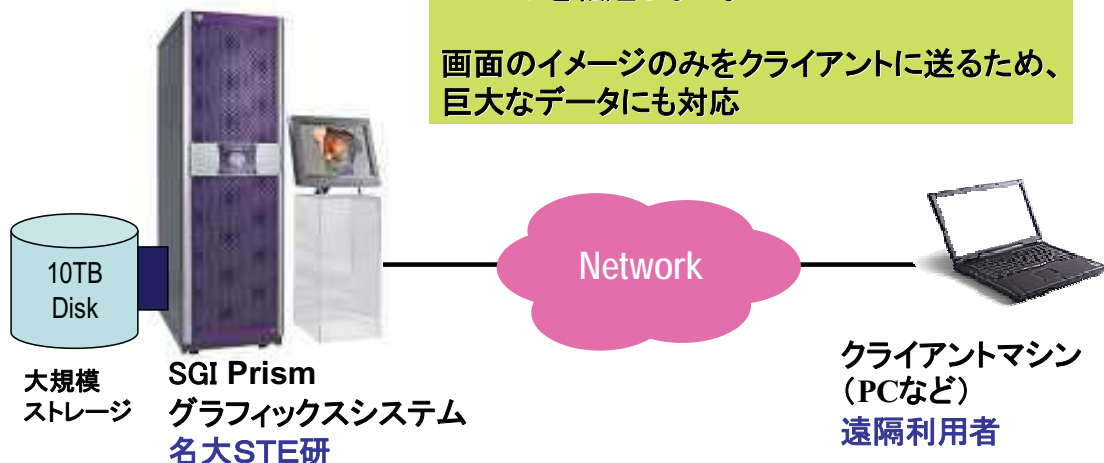 画面のイメージのみをクライアントに送るため、
巨大なデータにも対応
10TB
Disk
大規模
ストレージ
SGI Prism
グラフィックスシステム
名大STE研
Network
クライアントマシン
（PCなど）
遠隔利用者